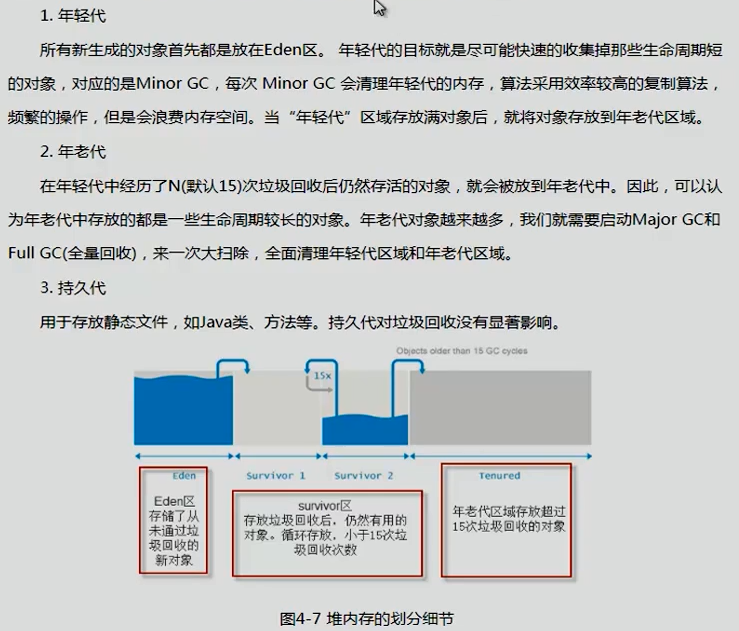 1. 年轻代
所有新生成的对象首先都是放在Eden区。 年轻代的目标就是尽可能快速的收集掉那些生命周期短
的对象，对应的是Minor GC，每次 Minor GC 会清理年轻代的内存，算法采用效率较高的复制算法，
频繁的操作，但是会浪费内存空间。当“年轻代”区域存放满对象后，就将对象存放到年老代区域。
2. 年老代
在年轻代中经历了N(默认15)次垃圾回收后仍然存活的对象，就会被放到年老代中。因此，可以认
为年老代中存放的都是一些生命周期较长的对象。年老代对象越来越多，我们就需要启动Major GC和
Full GC(全量回收)，来一次大扫除，全面清理年轻代区域和年老代区域。
3. 持久代
用于存放静态文件，如Java类、方法等。持久代对垃圾回收没有显著影响。
Objects older than 15 GC cycles
15x
Eden
Survivor 1
Survivor 2
Tenured
Eden区
存储了从
未通过垃
圾回收的
新对象
survivor区
存放垃圾回收后，仍然有用的
对象。循环存放，小于15次垃
圾回收次数
年老代区域存放超过
15次垃圾回收的对象
图4-7 堆内存的划分细节